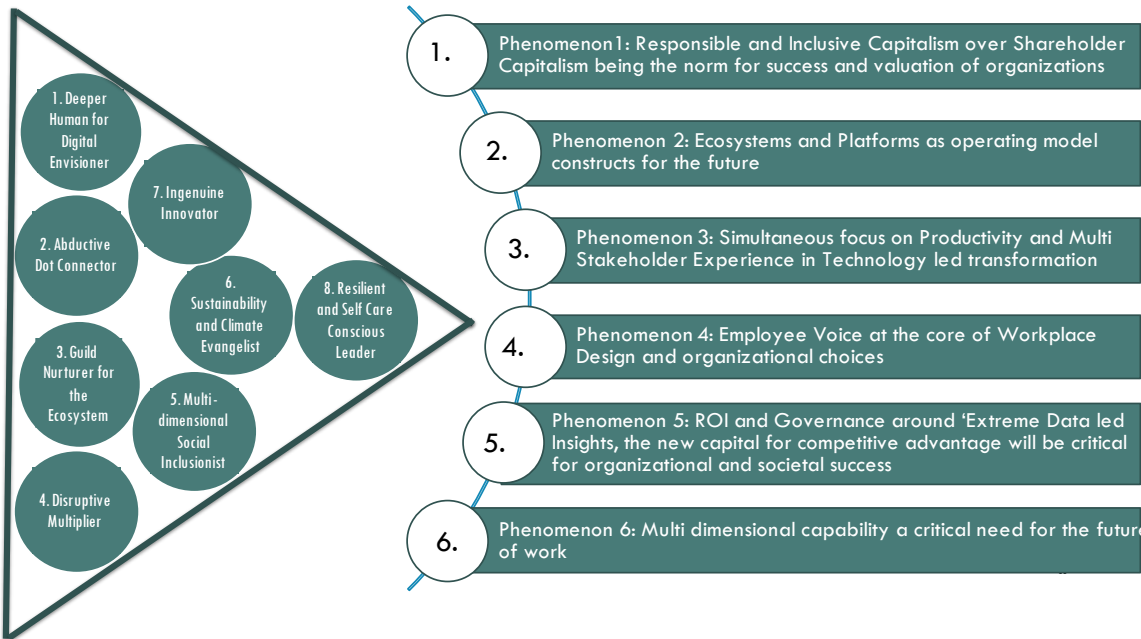 1. Deeper
Human for
Digital
Envisioner
7. Ingenuine
Innovator
2. Abductive
Dot Connector
6.
Sustainability
and Climate
Evangelist
8. Resilient
and Self Care
Conscious
Leader
3. Guild
Nurturer for
the
Ecosystem
5. Multi-
dimensional
Social
Inclusionist
4. Disruptive
Multiplier
1.
Phenomenon1: Responsible and Inclusive Capitalism over Shareholder
Capitalism being the norm for success and valuation of organizations
2.
Phenomenon 2: Ecosystems and Platforms as operating model
constructs for the future
3.
Phenomenon 3: Simultaneous focus on Productivity and Multi
Stakeholder Experience in Technology led transformation
4.
Phenomenon 4: Employee Voice at the core of Workplace
Design and organizational choices
5.
Phenomenon 5: ROI and Governance around ‘Extreme Data led
Insights, the new capital for competitive advantage will be critical
for organizational and societal success
6.
Phenomenon 6: Multi dimensional capability a critical need for the future
of work